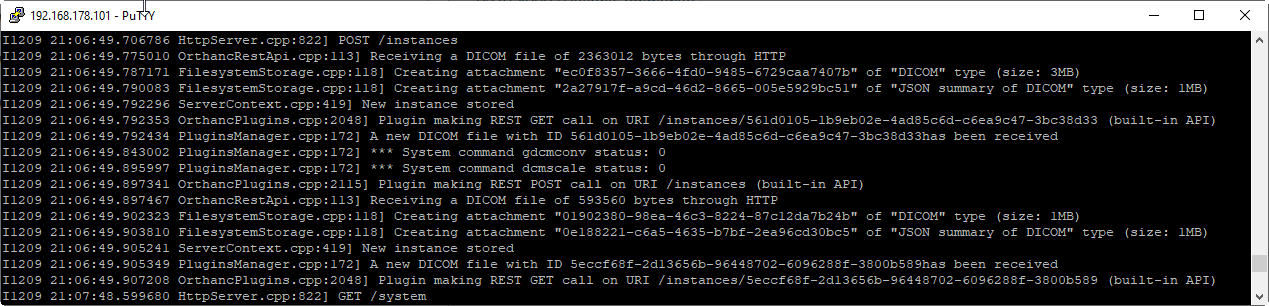 192.168.178.101 - PuTTY
I1209 21:06:49.706786 HttpServer.cpp:822] POST /instances
I1209 21:06:49.775010 OrthancRestApi.cpp:113] Receiving a DICOM file of 2363012 bytes through HTTP
I1209 21:06:49.787171 FilesystemStorage.cpp:118] Creating attachment "ec0f8357-3666-4fd0-9485-6729caa7407b" of "DICOM" type (size: 3MB)
I1209 21:06:49.790083 FilesystemStorage.cpp:118] Creating attachment "2a27917f-a9cd-46d2-8665-005e5929bc51" of "JSON summary of DICOM" type (size: 1MB)
I1209 21:06:49.792296 ServerContext.cpp:419] New instance stored
I1209 21:06:49.792353 OrthancPlugins.cpp:2048] Plugin making REST GET call on URI /instances/561d0105-1b9eb02e-4ad85c6d-c6ea9c47-3bc38d33 (built-in API)
I1209 21:06:49.792434 PluginsManager.cpp:172] A new DICOM file with ID 561d0105-1b9eb02e-4ad85c6d-c6ea9c47-3bc38d33has been received
I1209 21:06:49.843002 PluginsManager.cpp:172] *** System command gdcmconv status: 0
I1209 21:06:49.895997 PluginsManager.cpp:172] *** System command dcmscale status: 0
I1209 21:06:49.897341 OrthancPlugins.cpp:2115] Plugin making REST POST call on URI /instances (built-in API)
I1209 21:06:49.897467 OrthancRestApi.cpp:113] Receiving a DICOM file of 593560 bytes through HTTP
I1209 21:06:49.902323 FilesystemStorage.cpp:118] Creating attachment "01902380-98ea-46c3-8224-87c12da7b24b" of "DICOM" type (size: 1MB)
I1209 21:06:49.903810 FilesystemStorage.cpp:118] Creating attachment "0e188221-c6a5-4635-b7bf-2ea96cd30bc5" of "JSON summary of DICOM" type (size: 1MB)
I1209 21:06:49.905241 ServerContext.cpp:419] New instance stored
I1209 21:06:49.905349 PluginsManager.cpp:172] A new DICOM file with ID 5eccf68f-2d13656b-96448702-6096288f-3800b589has been received
I1209 21:06:49.907208 OrthancPlugins.cpp:2048] Plugin making REST GET call on URI /instances/5eccf68f-2d13656b-96448702-6096288f-3800b589 (built-in API)
I1209 21:07:48.599680 HttpServer.cpp:822] GET /system